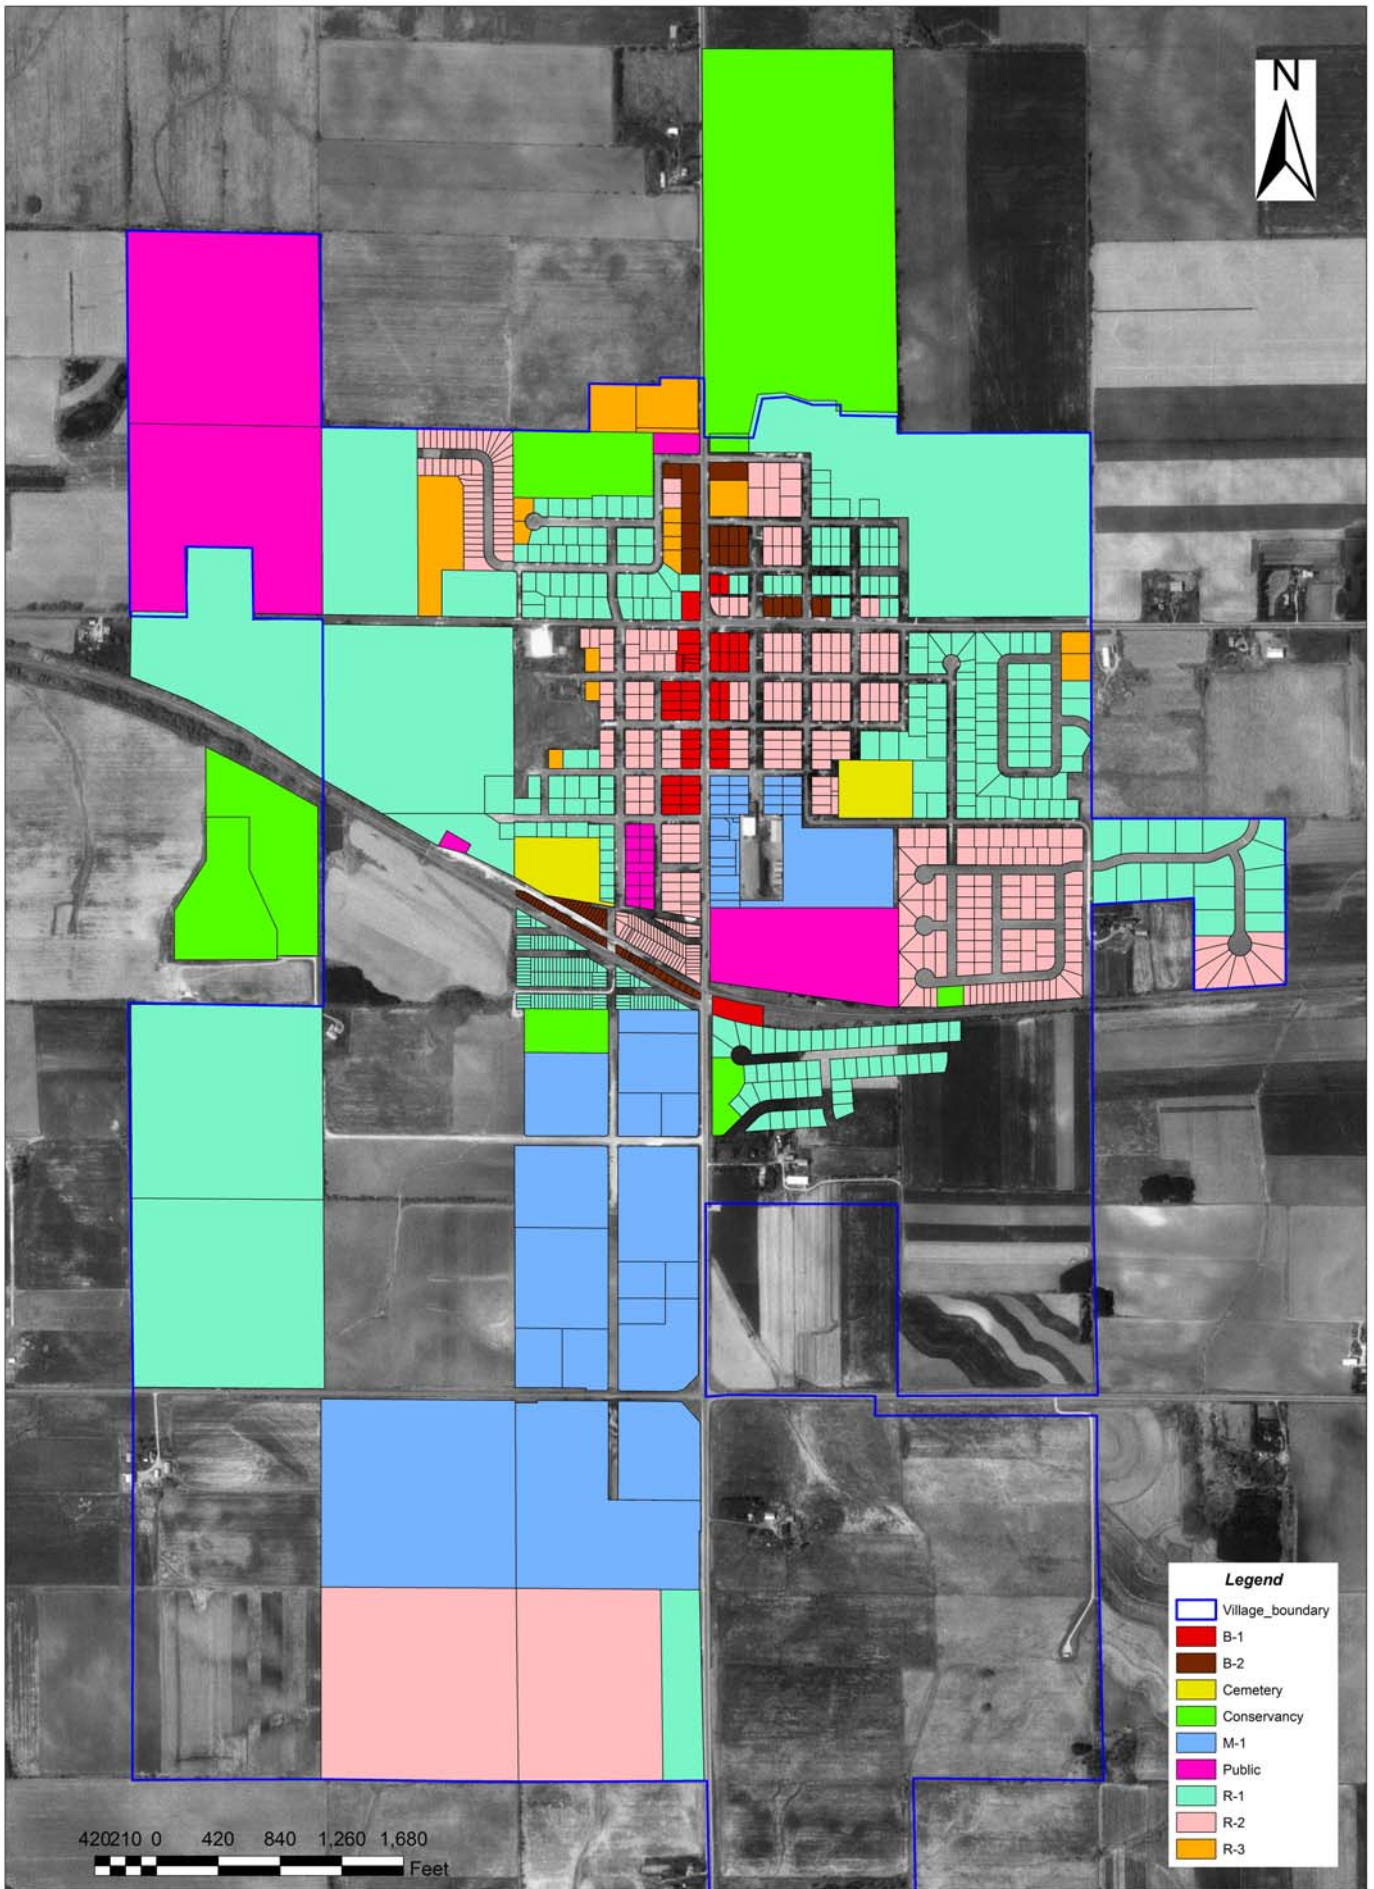 N
Legend
Village_boundary
B-1
B-2
Cemetery
Conservancy
M-1
Public
R-1
R-2
R-3
420210 0 420 840 1,260 1,680
Feet